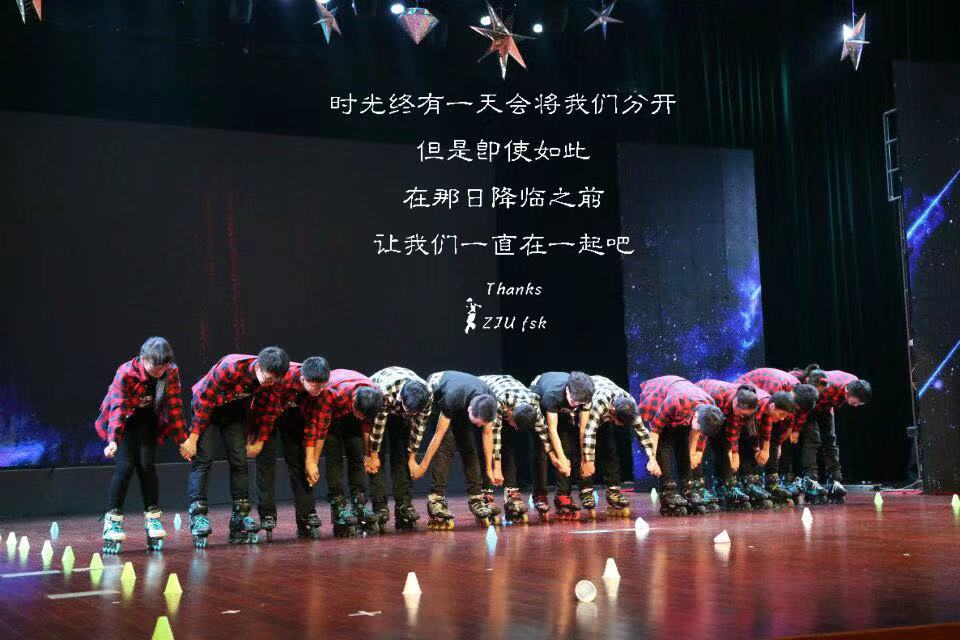 时光终有一天会将我们分开
但是即使如此
在那日降临之前
让我们一直在一起吧
Thanks
ZJU fsk